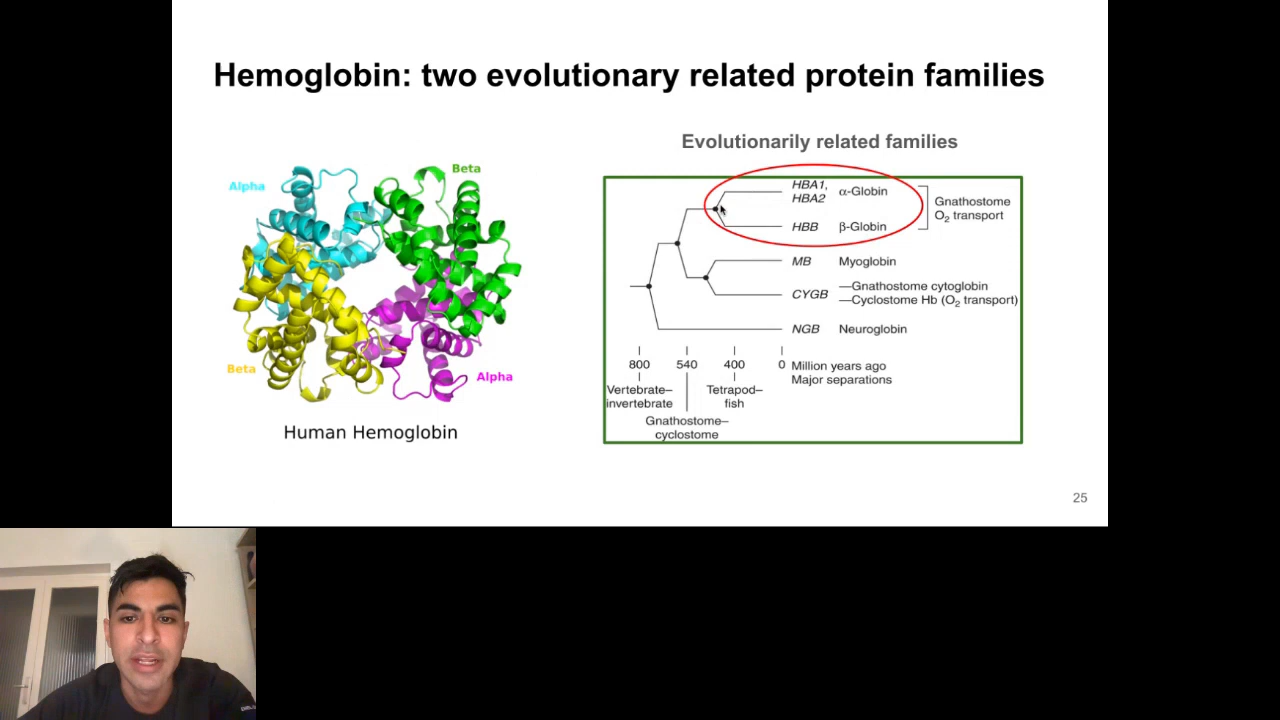 Hemoglobin: two evolutionary related protein families
Alpha
Beta
Beta
Alpha
Human Hemoglobin
Evolutionarily related families
HBA1,
HBA2
α-Globin
HBB
β-Globin
Gnathostome
O2 transport
MB
Myoglobin
CYGB
—Gnathostome cytoglobin
—Cyclostome Hb (O2 transport)
NGB
Neuroglobin
800
540
400
0
Million years ago
Major separations
Vertebrate–
invertebrate
Tetrapod–
fish
Gnathostome–
cyclostome
25